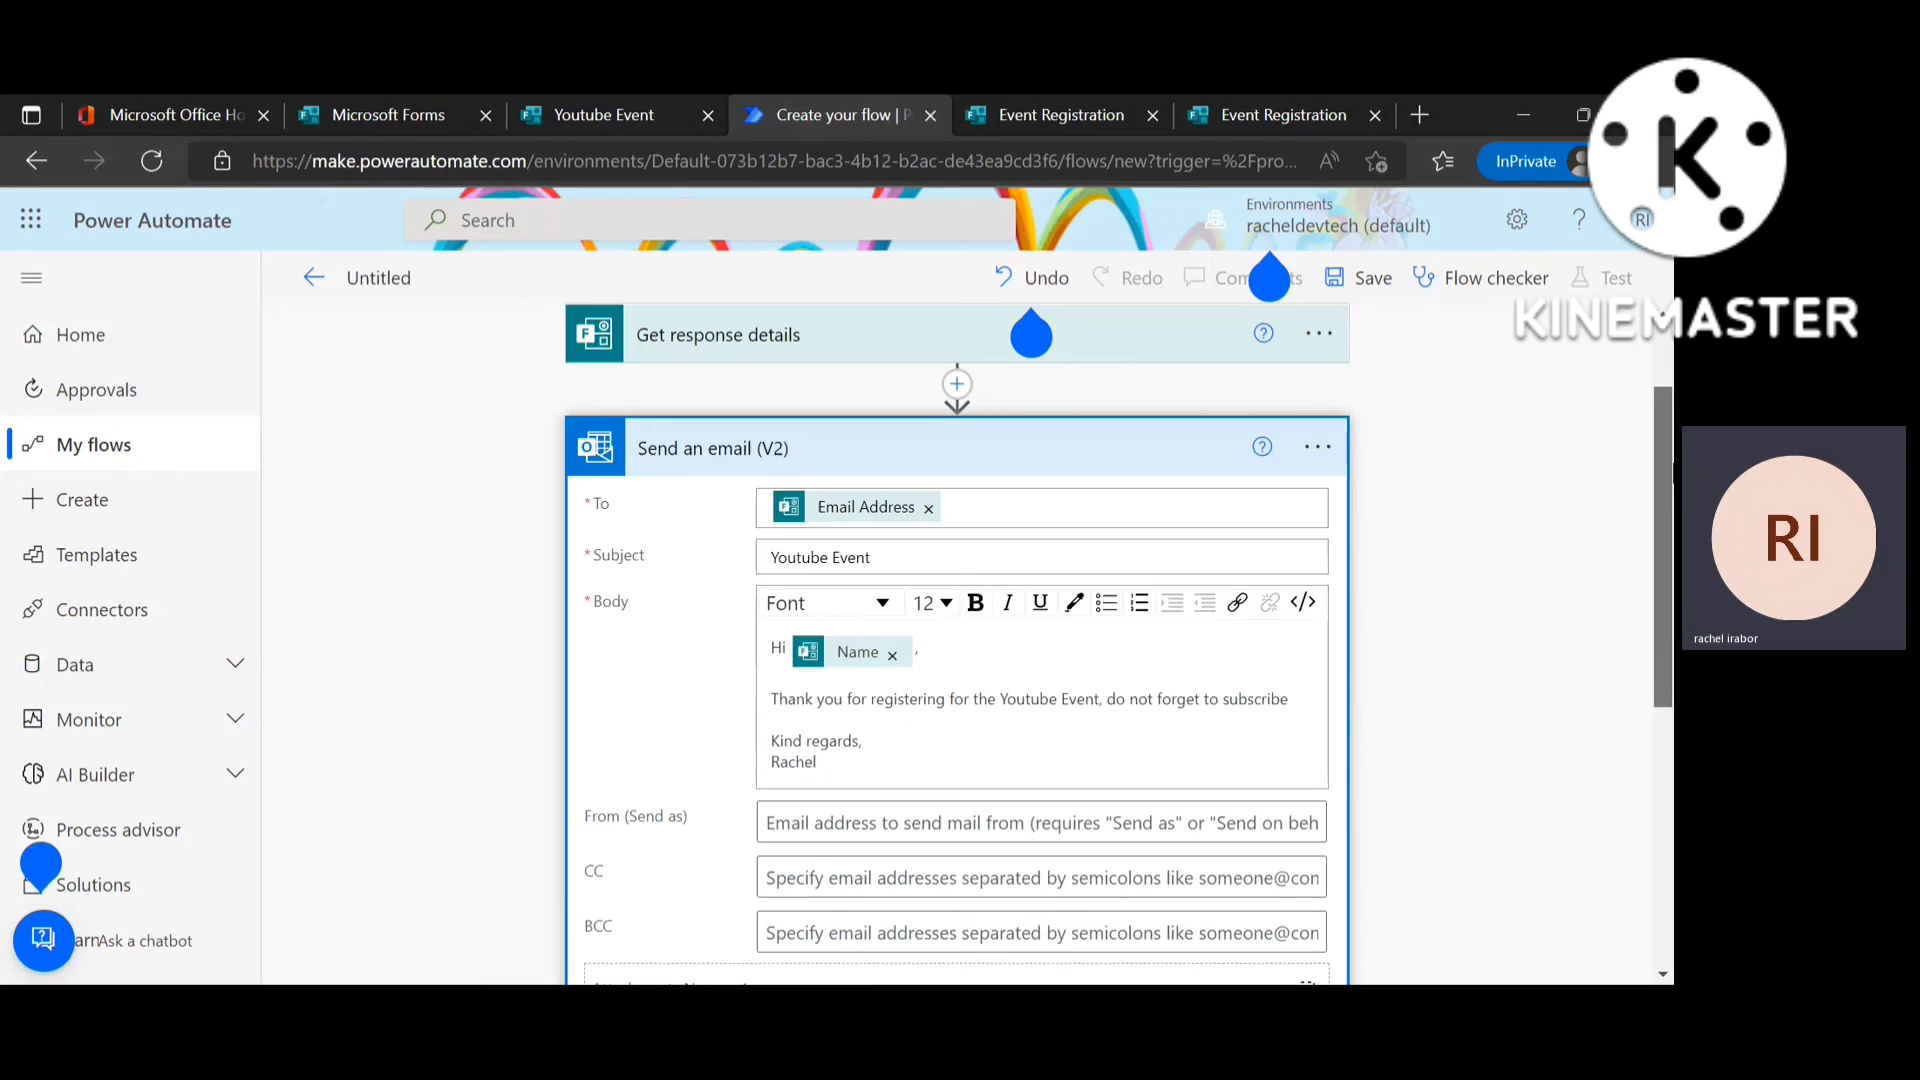 Microsoft Office Ho
Microsoft Forms
Youtube Event
Create your flow | P
Event Registration
Event Registration
https://make.powerautomate.com/environments/Default-073b12b7-bac3-4b12-b2ac-de43ea9cd3f6/flows/new?trigger=%2Fpro...
InPrivate
K
KINEMASTER
Power Automate
Search
Environments
racheldevtech (default)
RI
Untitled
Undo
Redo
Com
ts
Save
Flow checker
Test
Home
Approvals
My flows
Create
Templates
Connectors
Data
Monitor
AI Builder
Process advisor
Solutions
arn
Ask a chatbot
Get response details
Send an email (V2)
* To
Email Address
* Subject
Youtube Event
* Body
Font 12 B I U </>
Hi Name ,
Thank you for registering for the Youtube Event, do not forget to subscribe
Kind regards,
Rachel
From (Send as)
Email address to send mail from (requires "Send as" or "Send on beh
CC
Specify email addresses separated by semicolons like someone@con
BCC
Specify email addresses separated by semicolons like someone@con
RI
rachel irabor